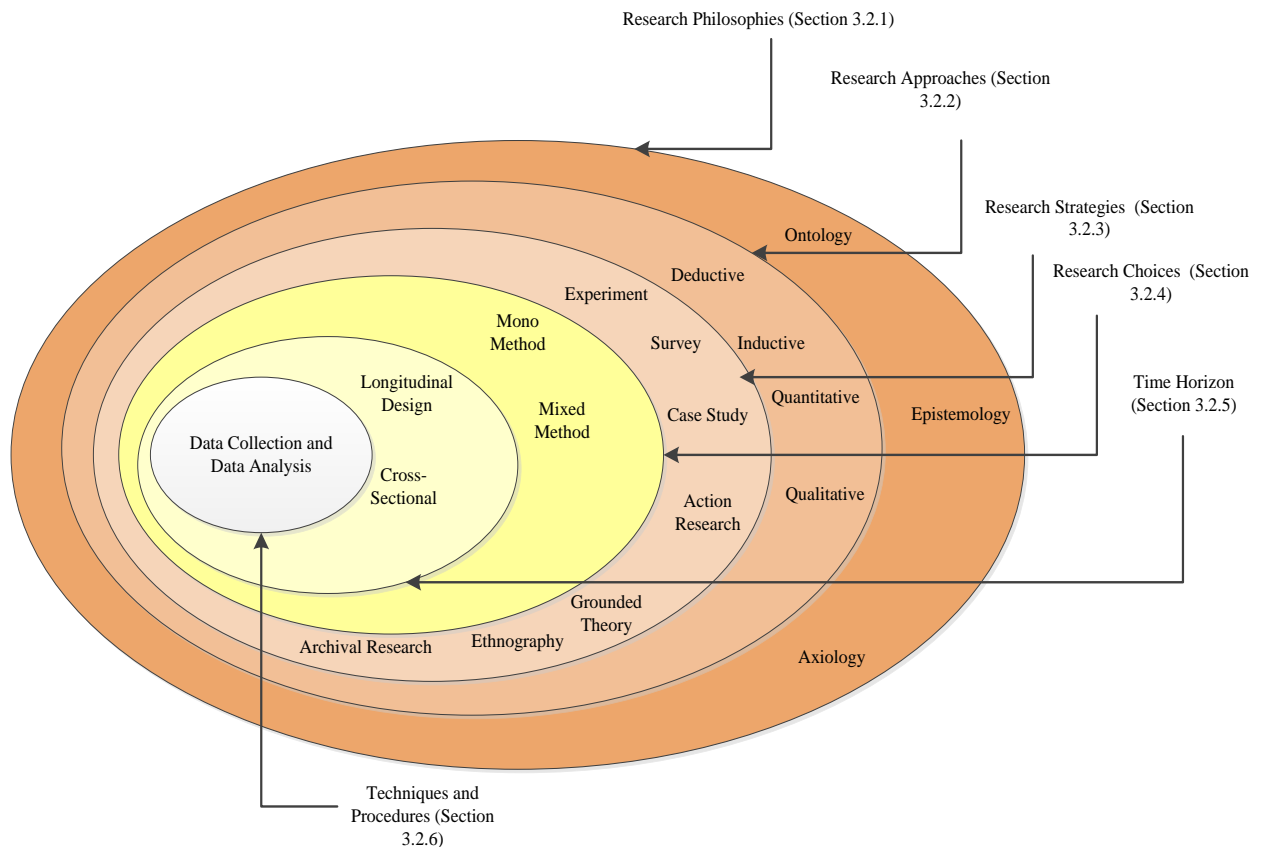 Research Philosophies (Section 3.2.1)
Research Approaches (Section
3.2.2)
Research Strategies  (Section
3.2.3)
Research Choices  (Section
3.2.4)
Time Horizon
(Section 3.2.5)
Ontology
Epistemology
Axiology
Deductive
Inductive
Quantitative
Qualitative
Experiment
Survey
Case Study
Action
Research
Grounded
Theory
Ethnography
Archival Research
Mono
Method
Mixed
Method
Longitudinal
Design
Cross-
Sectional
Data Collection and
Data Analysis
Techniques and
Procedures (Section
3.2.6)